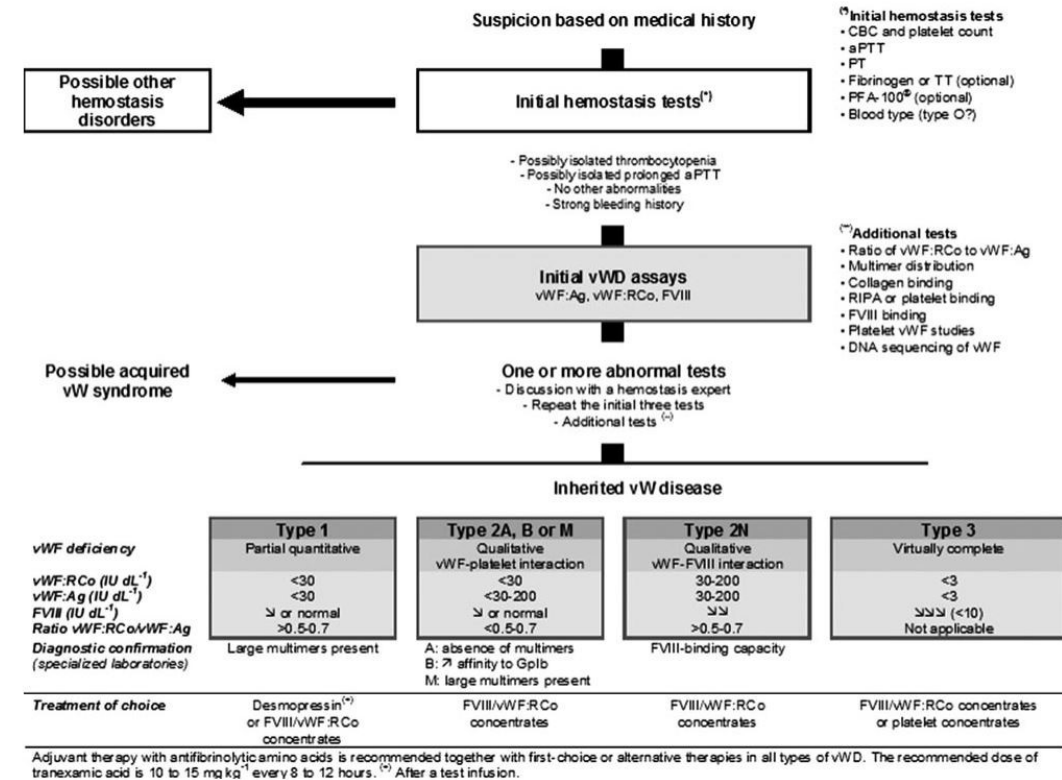 Suspicion based on medical history
(*)Initial hemostasis tests
• CBC and platelet count
• aPTT
• PT
• Fibrinogen or TT (optional)
• PFA-100® (optional)
• Blood type (type O?)
Possible other
hemostasis
disorders
Initial hemostasis tests(*)
- Possibly isolated thrombocytopenia
- Possibly isolated prolonged aPTT
- No other abnormalities
- Strong bleeding history
(**)Additional tests
• Ratio of vWF:RCo to vWF:Ag
• Multimer distribution
• Collagen binding
• RIPA or platelet binding
• FVIII binding
• Platelet vWF studies
• DNA sequencing of vWF
Initial vWD assays
vWF:Ag, vWF:RCo, FVIII
Possible acquired
vW syndrome
One or more abnormal tests
- Discussion with a hemostasis expert
- Repeat the initial three tests
- Additional tests (**)
Inherited vW disease
Type 1 Type 2A, B or M Type 2N Type 3
vWF deficiency Partial quantitative Qualitative Qualitative Virtually complete
vWF-platelet interaction vWF-FVIII interaction
vWF:RCo (IU dL-1) <30 <30 30-200 <3
vWF:Ag (IU dL-1) <30 <30-200 30-200 <3
FVIII (IU dL-1) ↘ or normal ↘ or normal ↘↘ ↘↘↘ (<10)
Ratio vWF:RCo/vWF:Ag >0.5-0.7 <0.5-0.7 >0.5-0.7 Not applicable
Diagnostic confirmation Large multimers present A: absence of multimers FVIII-binding capacity
(specialized laboratories) B: ↗ affinity to GpIb
M: large multimers present
Treatment of choice Desmopressin(*) FVIII/vWF:RCo FVIII/vWF:RCo FVIII/vWF:RCo concentrates
or FVIII/vWF:RCo concentrates concentrates or platelet concentrates
concentrates
Adjuvant therapy with antifibrinolytic amino acids is recommended together with first-choice or alternative therapies in all types of vWD. The recommended dose of
tranexamic acid is 10 to 15 mg kg-1 every 8 to 12 hours. (*) After a test infusion.